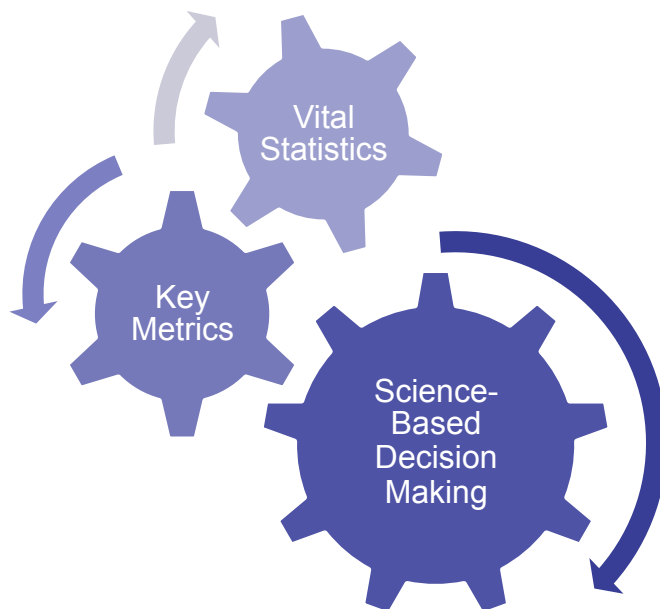 Vital
Statistics
Key
Metrics
Science-
Based
Decision
Making